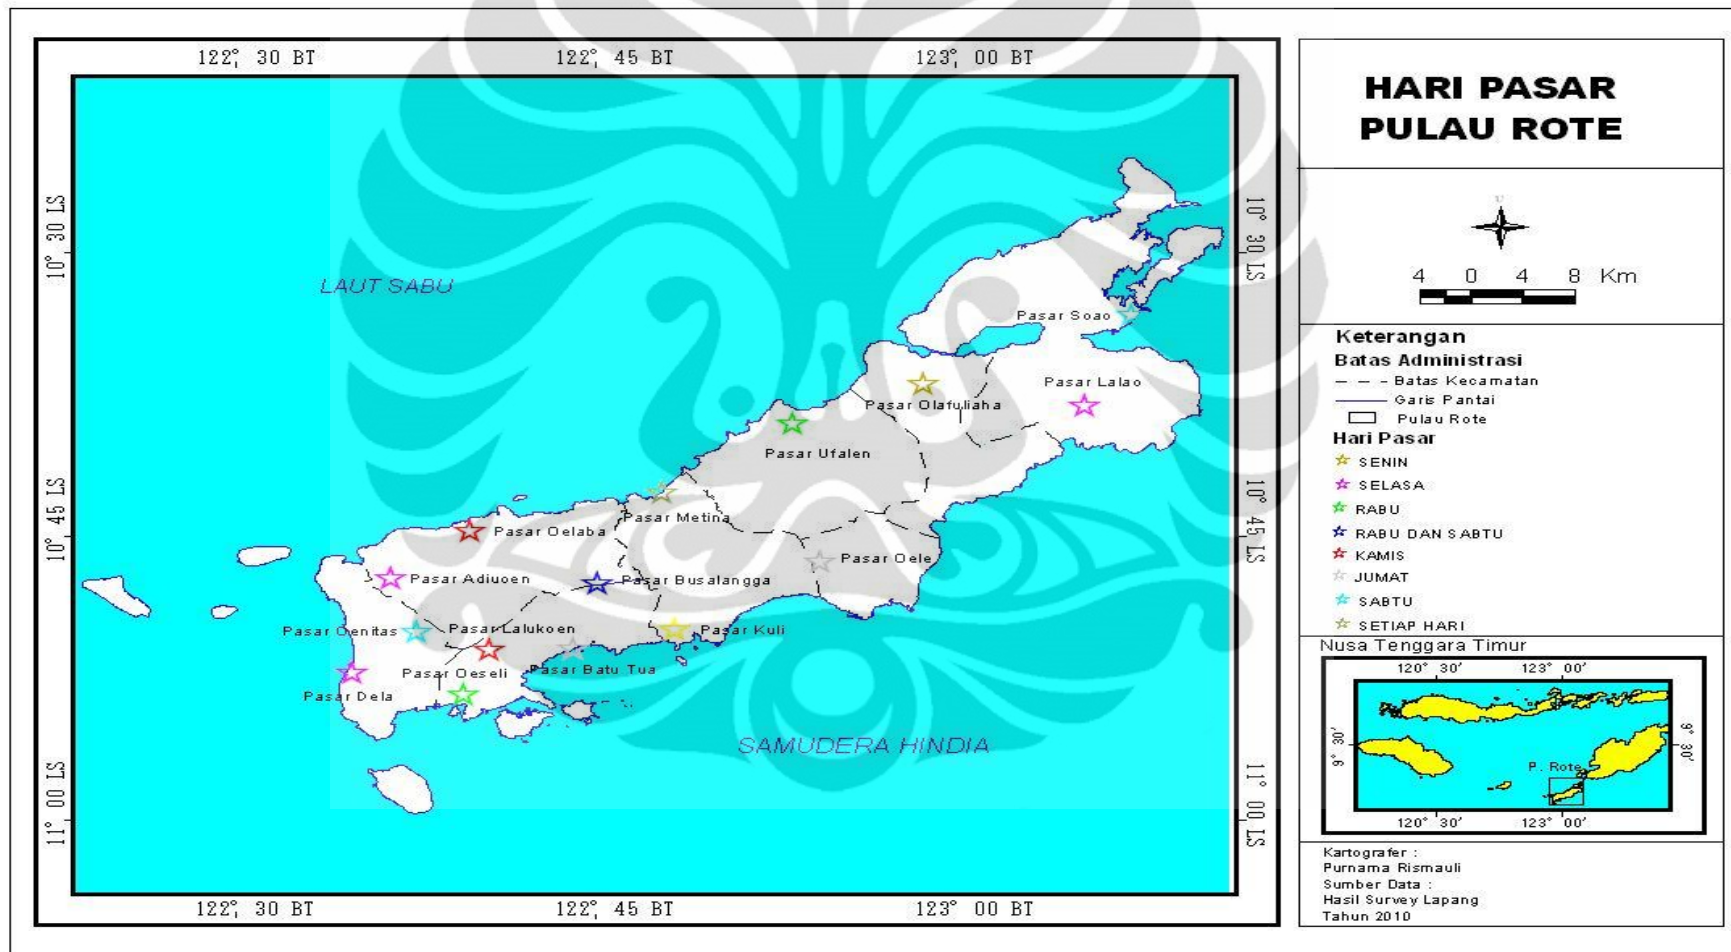 122° 30 BT
122° 45 BT
123° 00 BT
10° 30 LS
10° 30 LS
LAUT SABU
Pasar Soao
Pasar Lalao
Pasar Olafuliaha
Pasar Ufalen
10° 45 LS
10° 45 LS
Pasar Metina
Pasar Oelaba
Pasar Oele
Pasar Adiuoen
Pasar Busalangga
Pasar Oenitas
Pasar Lalukoen
Pasar Kuli
Pasar Oeseli
Pasar Batu Tua
Pasar Dela
SAMUDERA HINDIA
11° 00 LS
11° 00 LS
122° 30 BT
122° 45 BT
123° 00 BT
HARI PASAR
PULAU ROTE
U
4 0 4 8 Km
Keterangan
Batas Administrasi
Batas Kecamatan
Garis Pantai
Pulau Rote
Hari Pasar
SENIN
SELASA
RABU
RABU DAN SABTU
KAMIS
JUMAT
SABTU
SETIAP HARI
Nusa Tenggara Timur
120° 30′ 123° 00′
9° 30′
9° 30′
P. Rote
120° 30′ 123° 00′
Kartografer :
Purnama Rismauli
Sumber Data :
Hasil Survey Lapang
Tahun 2010